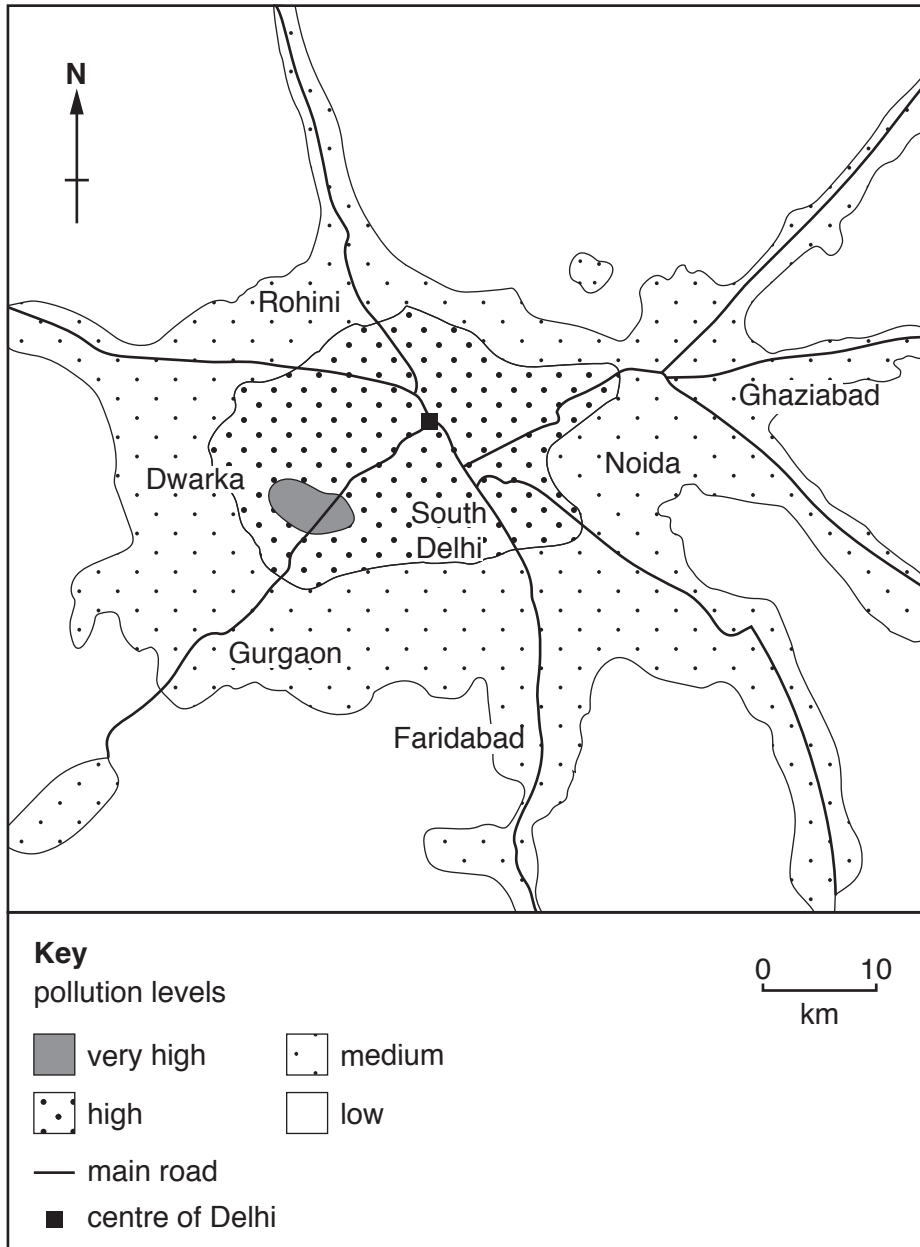 N
Rohini
Ghaziabad
Noida
Dwarka
South
Delhi
Gurgaon
Faridabad
Key
pollution levels
very high
medium
high
low
main road
centre of Delhi
0 10
km